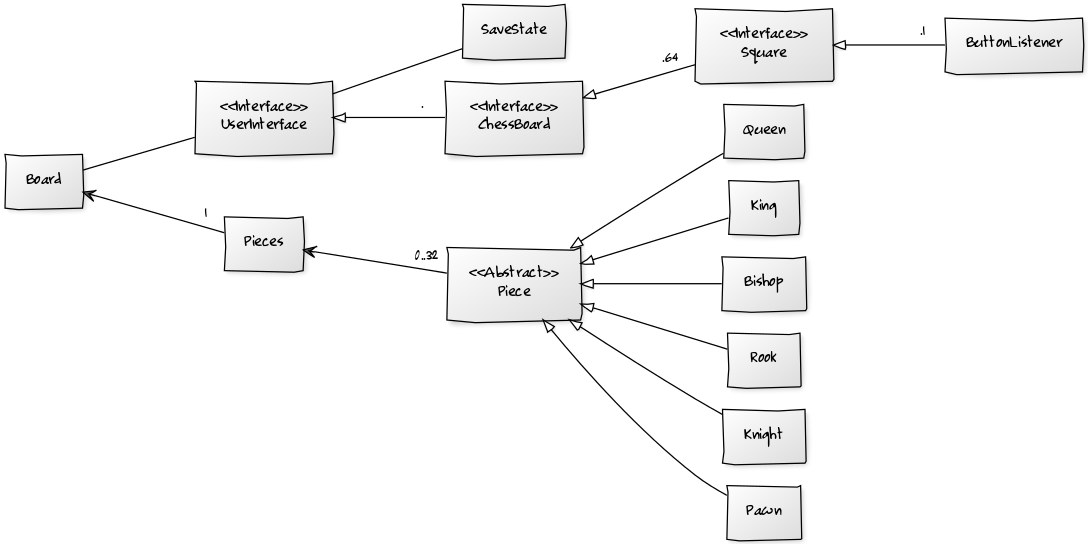 SaveState
<<Interface>>
Square
.1
ButtonListener
.64
<<Interface>>
UserInterface
.
<<Interface>>
ChessBoard
Queen
Board
King
1
Pieces
0..32
<<Abstract>>
Piece
Bishop
Rook
Knight
Pawn